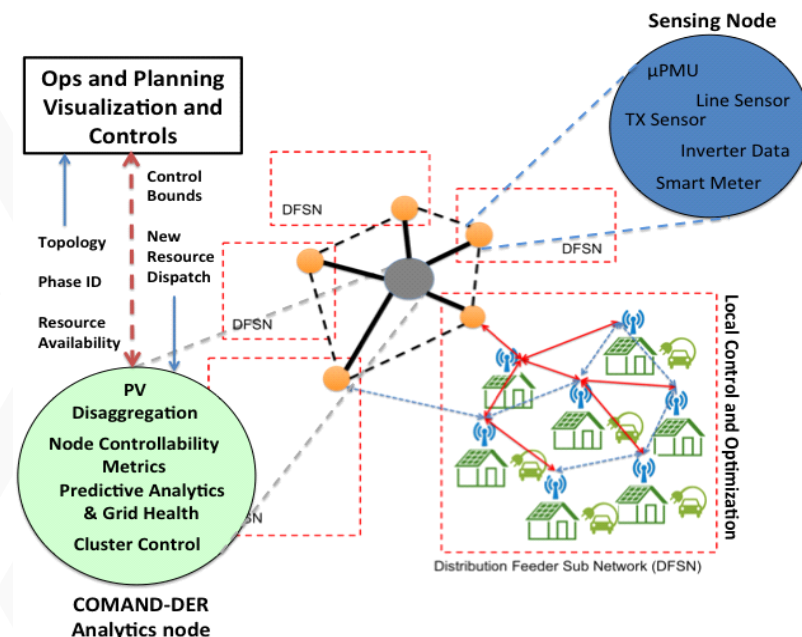 Sensing Node
µPMU
Line Sensor
TX Sensor
Inverter Data
Smart Meter
Ops and Planning
Visualization and
Controls
Control
Bounds
New
Resource
Dispatch
Topology
Phase ID
Resource
Availability
DFSN
DFSN
DFSN
SN
PV
Disaggregation
Node Controllability
Metrics
Predictive Analytics
& Grid Health
Cluster Control
COMAND-DER
Analytics node
Local Control and Optimization
Distribution Feeder Sub Network (DFSN)